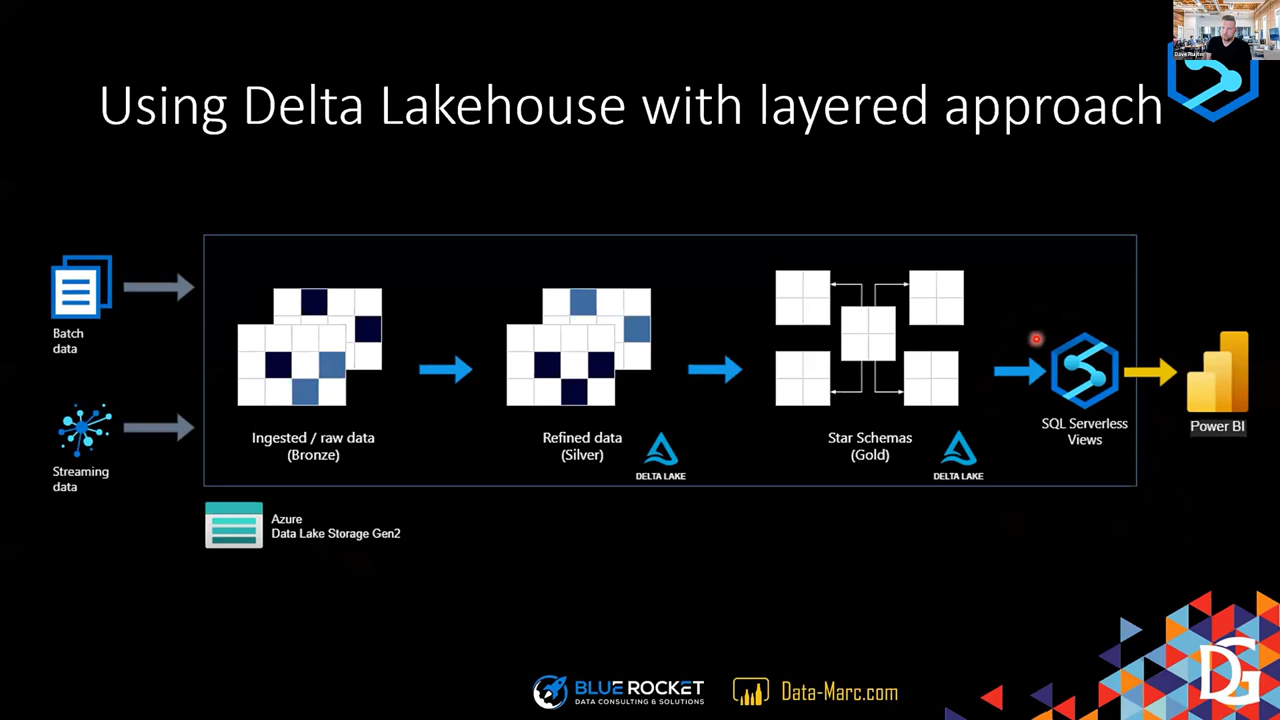 Using Delta Lakehouse with layered approach
Batch
data
Streaming
data
Ingested / raw data
(Bronze)
Refined data
(Silver)
DELTA LAKE
Star Schemas
(Gold)
DELTA LAKE
SQL Serverless
Views
Power BI
Azure
Data Lake Storage Gen2
BLUE ROCKET
DATA CONSULTING & SOLUTIONS
Data-Marc.com
DG